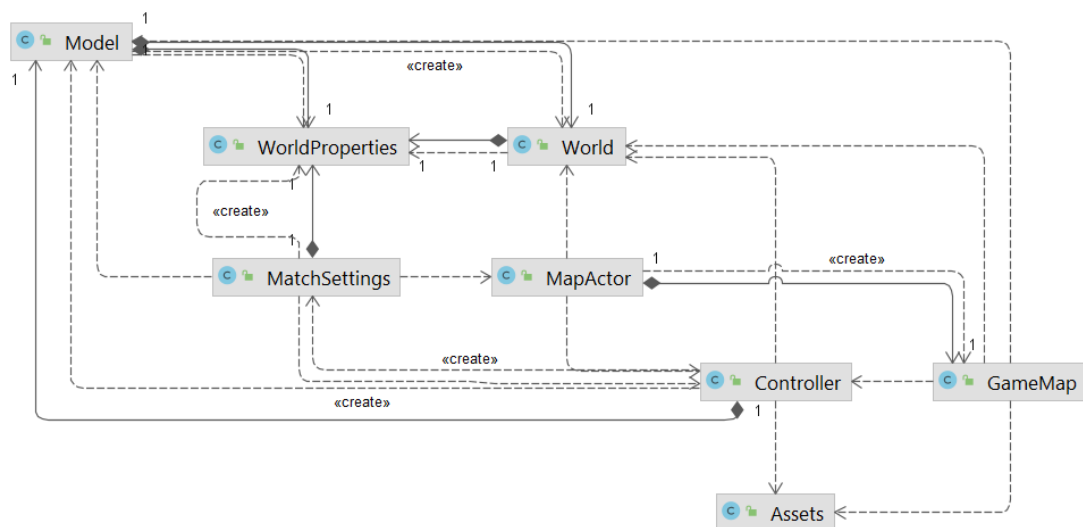 1
C Model
1
1
«create»
1
1
C WorldProperties
C World
1
1
1
«create»
1
C MatchSettings
C MapActor
1
«create»
1
«create»
C Controller
C GameMap
«create»
1
C Assets